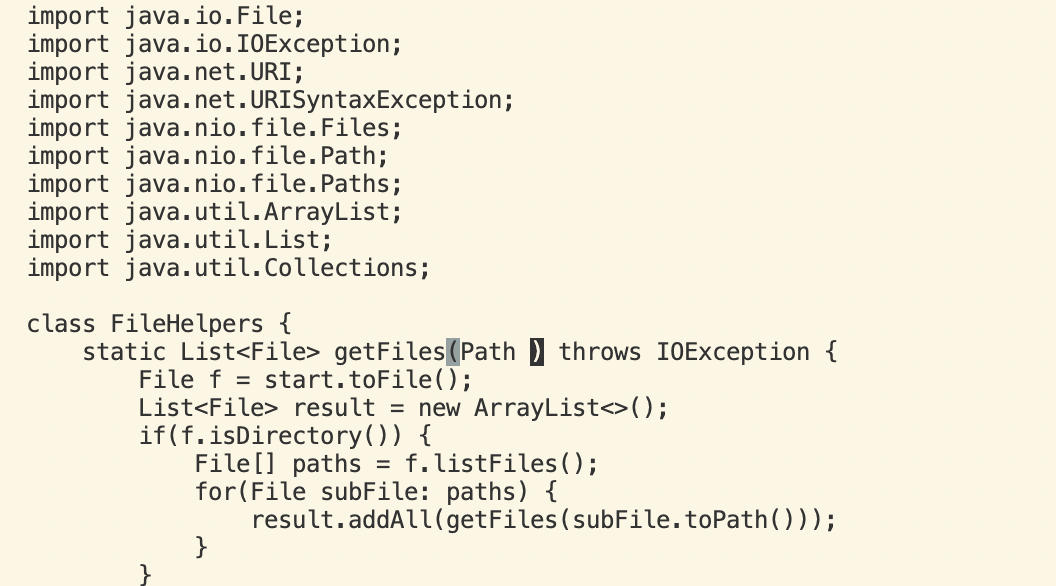 import java.io.File;
import java.io.IOException;
import java.net.URI;
import java.net.URISyntaxException;
import java.nio.file.Files;
import java.nio.file.Path;
import java.nio.file.Paths;
import java.util.ArrayList;
import java.util.List;
import java.util.Collections;

class FileHelpers {
    static List<File> getFiles(Path ) throws IOException {
        File f = start.toFile();
        List<File> result = new ArrayList<>();
        if(f.isDirectory()) {
            File[] paths = f.listFiles();
            for(File subFile: paths) {
                result.addAll(getFiles(subFile.toPath()));
            }
        }